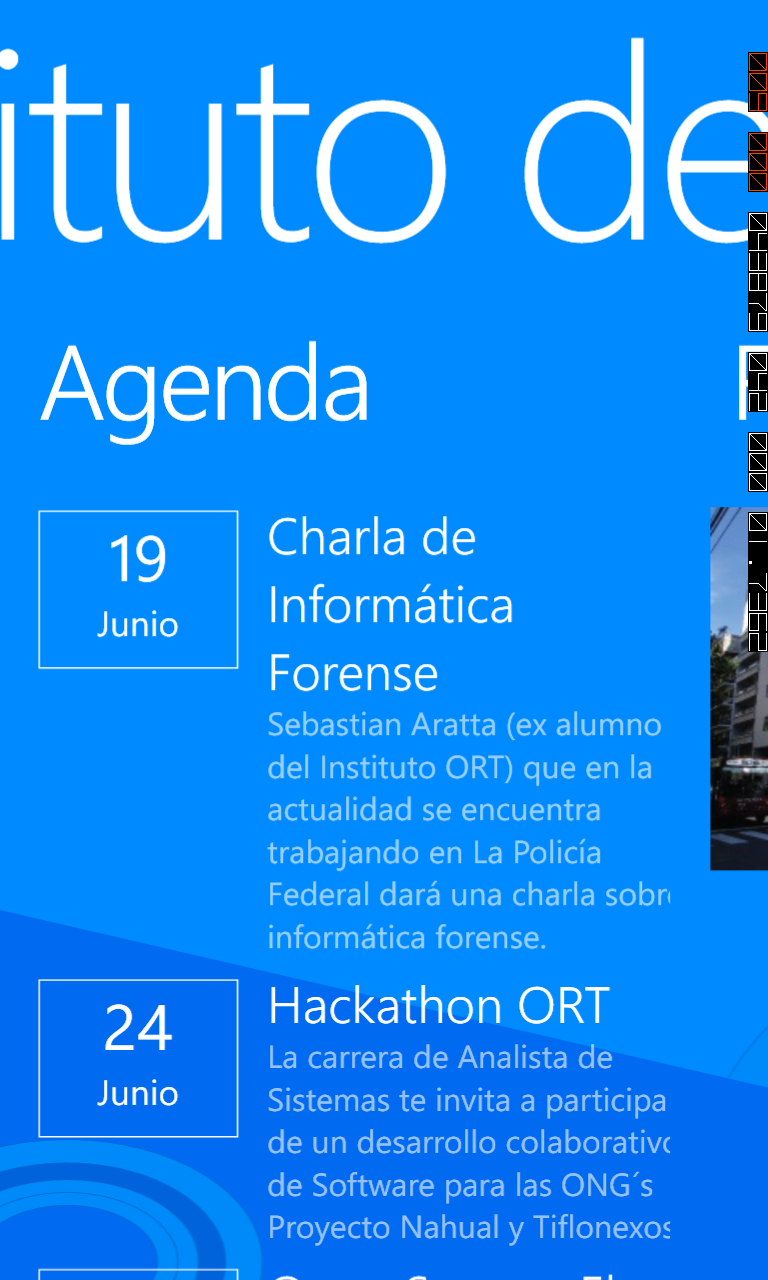 ituto de
Agenda
19
Junio
Charla de
Informática
Forense
Sebastian Aratta (ex alumno
del Instituto ORT) que en la
actualidad se encuentra
trabajando en La Policía
Federal dará una charla sobre
informática forense.
24
Junio
Hackathon ORT
La carrera de Analista de
Sistemas te invita a participa
de un desarrollo colaborativo
de Software para las ONG´s
Proyecto Nahual y Tiflonexos